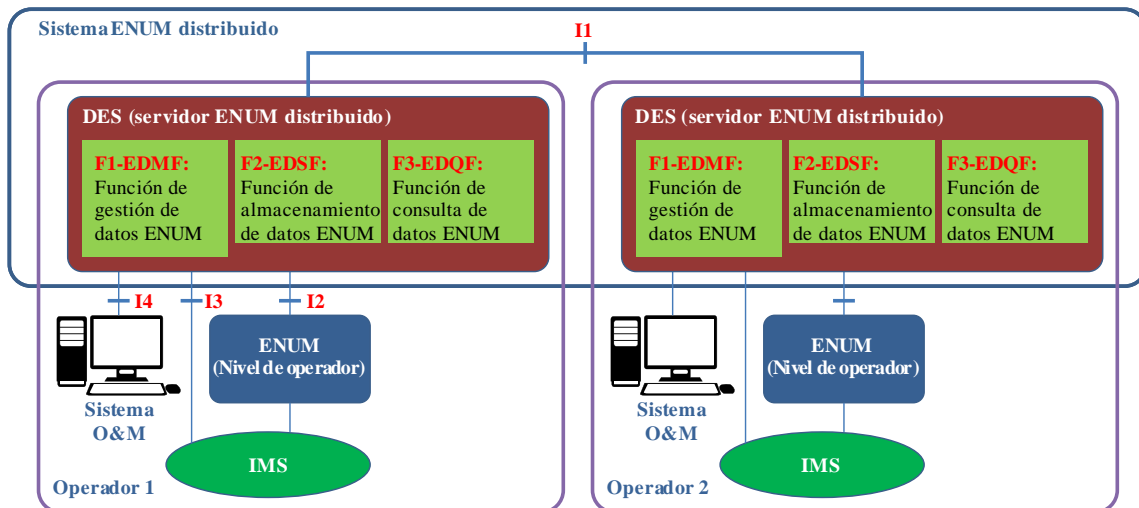 Sistema ENUM distribuido
I1
DES (servidor ENUM distribuido)
F1-EDMF:
Función de
gestión de
datos ENUM
F2-EDSF:
Función de
almacenamiento
de datos ENUM
F3-EDQF:
Función de
consulta de
datos ENUM
I4
I3
I2
ENUM
(Nivel de operador)
Sistema
O&M
IMS
Operador 1
DES (servidor ENUM distribuido)
F1-EDMF:
Función de
gestión de
datos ENUM
F2-EDSF:
Función de
almacenamiento
de datos ENUM
F3-EDQF:
Función de
consulta de
datos ENUM
ENUM
(Nivel de operador)
Sistema
O&M
IMS
Operador 2